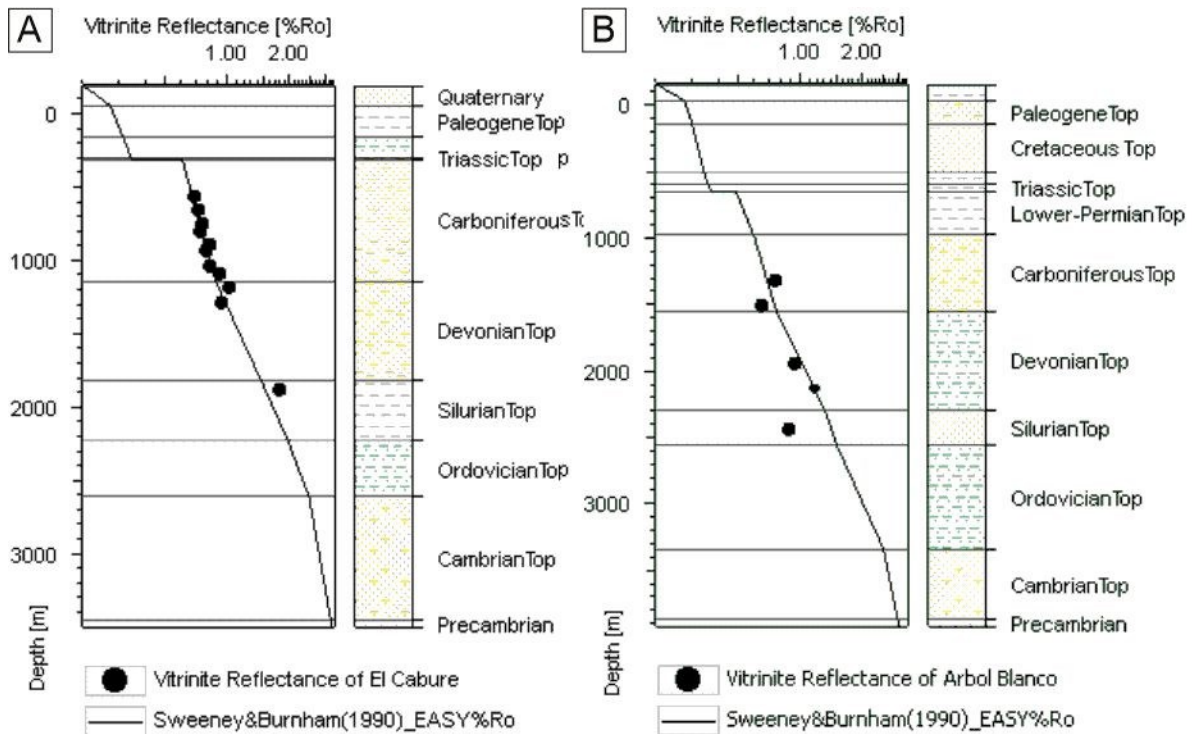 A
Vitrinite Reflectance [%Ro]
1.00 2.00
0
1000
2000
3000
Depth [m]
Quaternary
PaleogeneTop
TriassicTop p
CarboniferousTo
DevonianTop
SilurianTop
OrdovicianTop
CambrianTop
Precambrian
Vitrinite Reflectance of El Cabure
Sweeney&Burnham(1990)_EASY%Ro
B
Vitrinite Reflectance [%Ro]
1.00 2.00
0
1000
2000
3000
Depth [m]
PaleogeneTop
Cretaceous Top
TriassicTop
Lower-PermianTop
CarboniferousTop
DevonianTop
SilurianTop
OrdovicianTop
CambrianTop
Precambrian
Vitrinite Reflectance of Arbol Blanco
Sweeney&Burnham(1990)_EASY%Ro